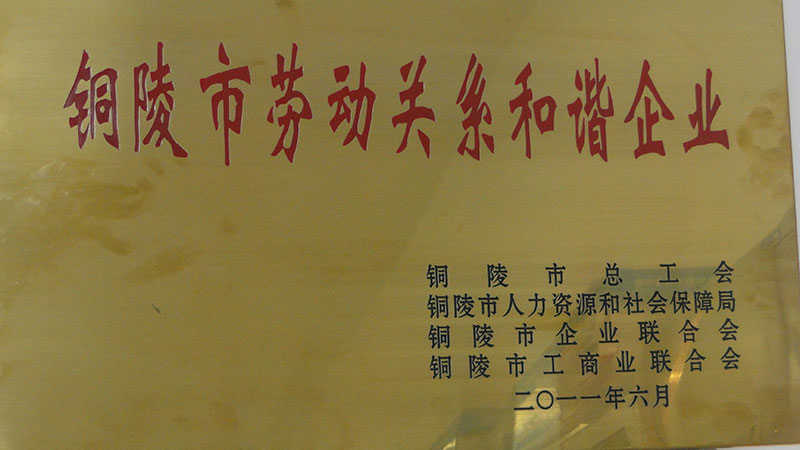 铜陵市劳动关系和谐企业
铜陵市总工会
铜陵市人力资源和社会保障局
铜陵市企业联合会
铜陵市工商业联合会
二〇一一年六月